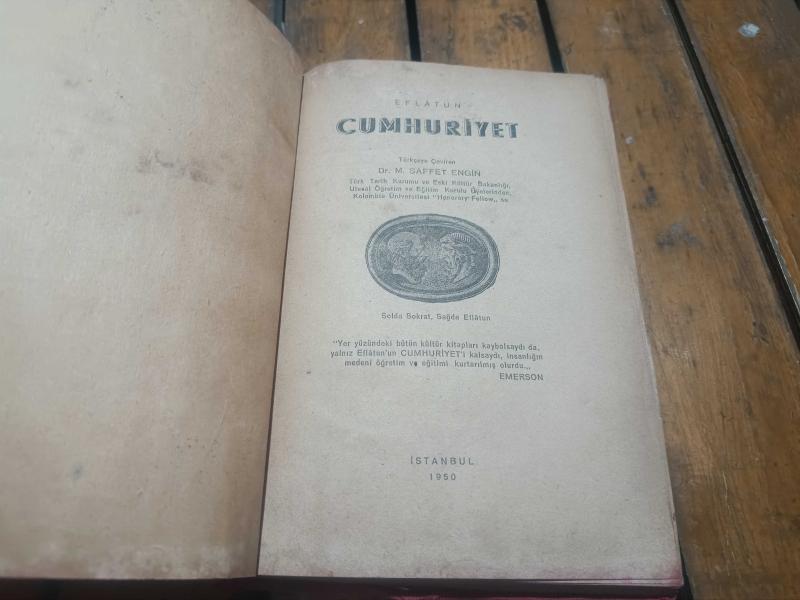 EFLÂTUN
CUMHURİYET
Türkçeye Çeviren
Dr. M. SAFFET ENGİN
Türk Tarih Kurumu ve Eski Kültür Bakanlığı,
Ulusal Öğretim ve Eğitim Kurulu Üyelerinden,
Kolombia Üniversitesi "Honorary Fellow,, sı
Solda Sokrat, Sağda Eflâtun
"Yer yüzündeki bütün kültür kitapları kaybolsaydı da,
yalnız Eflâtun'un CUMHURİYET'i kalsaydı, insanlığın
medenî öğretim ve eğitimi kurtarılmış olurdu.,,
EMERSON
İSTANBUL
1950